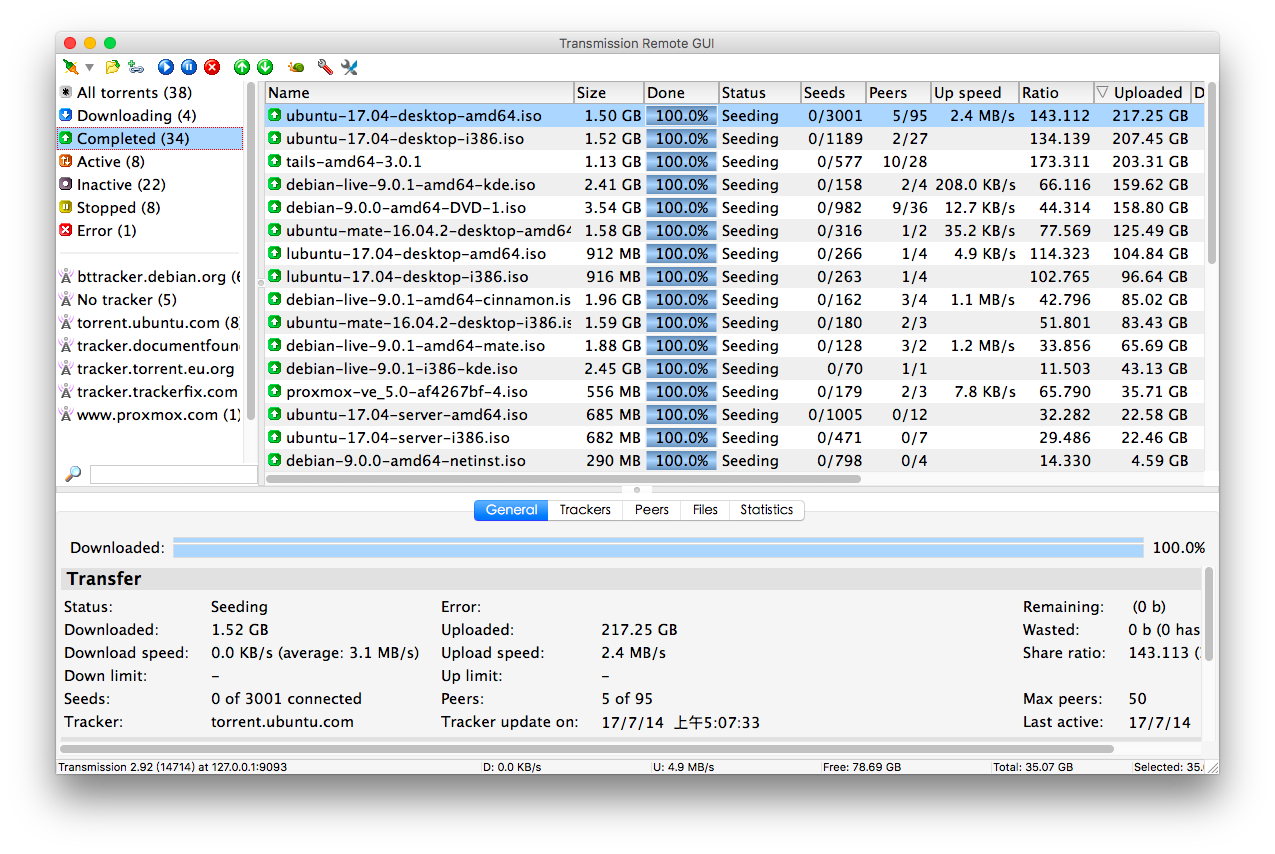 Transmission Remote GUI
All torrents (38)
Downloading (4)
Completed (34)
Active (8)
Inactive (22)
Stopped (8)
Error (1)
bttracker.debian.org (6
No tracker (5)
torrent.ubuntu.com (8)
tracker.documentfoun
tracker.torrent.eu.org
tracker.trackerfix.com
www.proxmox.com (1)
Name Size Done Status Seeds Peers Up speed Ratio Uploaded D
ubuntu-17.04-desktop-amd64.iso 1.50 GB 100.0% Seeding 0/3001 5/95 2.4 MB/s 143.112 217.25 GB
ubuntu-17.04-desktop-i386.iso 1.52 GB 100.0% Seeding 0/1189 2/27 134.139 207.45 GB
tails-amd64-3.0.1 1.13 GB 100.0% Seeding 0/577 10/28 173.311 203.31 GB
debian-live-9.0.1-amd64-kde.iso 2.41 GB 100.0% Seeding 0/158 2/4 208.0 KB/s 66.116 159.62 GB
debian-9.0.0-amd64-DVD-1.iso 3.54 GB 100.0% Seeding 0/982 9/36 12.7 KB/s 44.314 158.80 GB
ubuntu-mate-16.04.2-desktop-amd64 1.58 GB 100.0% Seeding 0/316 1/2 35.2 KB/s 77.569 125.49 GB
lubuntu-17.04-desktop-amd64.iso 912 MB 100.0% Seeding 0/266 1/4 4.9 KB/s 114.323 104.84 GB
lubuntu-17.04-desktop-i386.iso 916 MB 100.0% Seeding 0/263 1/4 102.765 96.64 GB
debian-live-9.0.1-amd64-cinnamon.is 1.96 GB 100.0% Seeding 0/162 3/4 1.1 MB/s 42.796 85.02 GB
ubuntu-mate-16.04.2-desktop-i386.is 1.59 GB 100.0% Seeding 0/180 2/3 51.801 83.43 GB
debian-live-9.0.1-amd64-mate.iso 1.88 GB 100.0% Seeding 0/128 3/2 1.2 MB/s 33.856 65.69 GB
debian-live-9.0.1-i386-kde.iso 2.45 GB 100.0% Seeding 0/70 1/1 11.503 43.13 GB
proxmox-ve_5.0-af4267bf-4.iso 556 MB 100.0% Seeding 0/179 2/3 7.8 KB/s 65.790 35.71 GB
ubuntu-17.04-server-amd64.iso 685 MB 100.0% Seeding 0/1005 0/12 32.282 22.58 GB
ubuntu-17.04-server-i386.iso 682 MB 100.0% Seeding 0/471 0/7 29.486 22.46 GB
debian-9.0.0-amd64-netinst.iso 290 MB 100.0% Seeding 0/798 0/4 14.330 4.59 GB
General Trackers Peers Files Statistics
Downloaded: 100.0%
Transfer
Status: Seeding Error: Remaining: (0 b)
Downloaded: 1.52 GB Uploaded: 217.25 GB Wasted: 0 b (0 has
Download speed: 0.0 KB/s (average: 3.1 MB/s) Upload speed: 2.4 MB/s Share ratio: 143.113 (
Down limit: – Up limit: –
Seeds: 0 of 3001 connected Peers: 5 of 95 Max peers: 50
Tracker: torrent.ubuntu.com Tracker update on: 17/7/14 上午5:07:33 Last active: 17/7/14
Transmission 2.92 (14714) at 127.0.0.1:9093 D: 0.0 KB/s U: 4.9 MB/s Free: 78.69 GB Total: 35.07 GB Selected: 35.